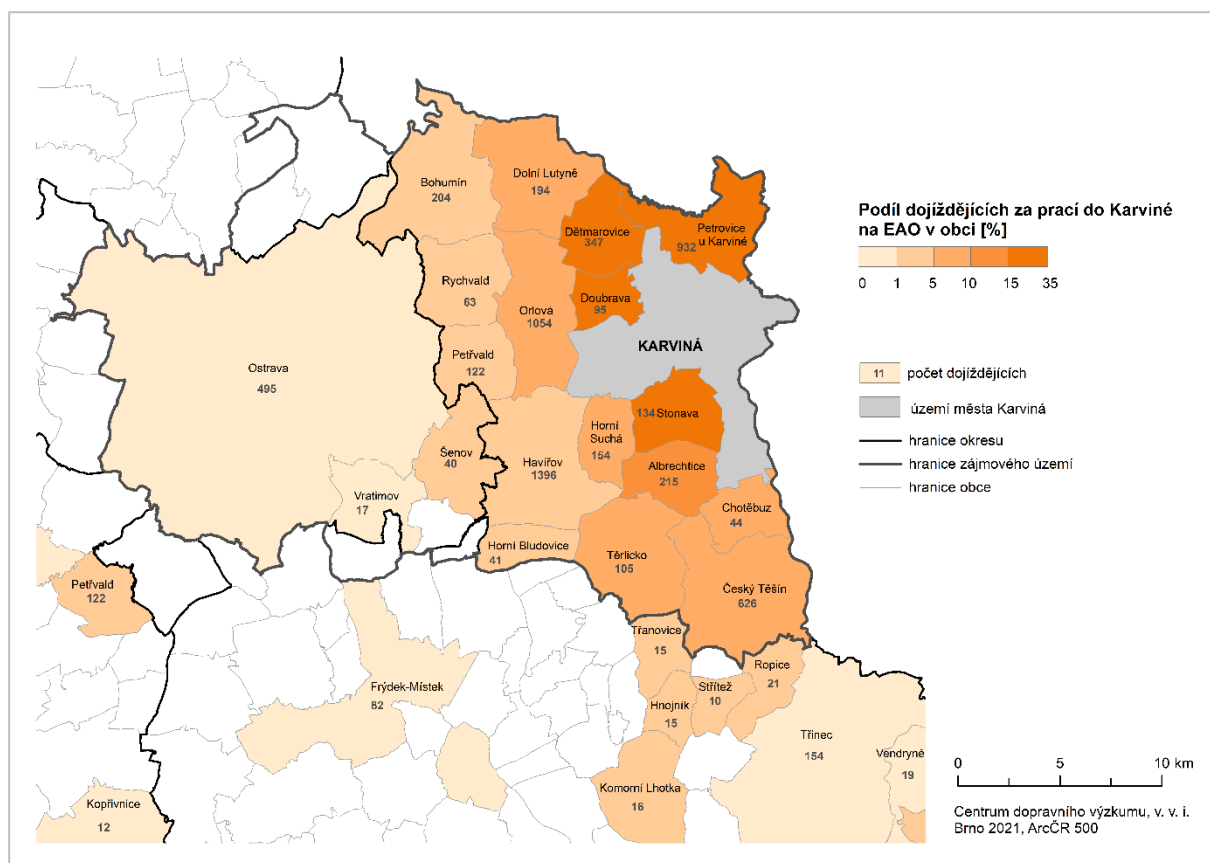 Bohumín
204
Dolní Lutyně
194
Dětmarovice
347
Petrovice
u Karviné
932
Rychvald
63
Orlová
1054
Doubrava
95
KARVINÁ
Ostrava
495
Petřvald
122
134 Stonava
Šenov
40
Havířov
1396
Horní
Suchá
154
Albrechtice
215
Vratimov
17
Chotěbuz
44
Horní Bludovice
41
Těrlicko
105
Český Těšín
626
Petřvald
122
Třanovice
15
Ropice
21
Střítež
10
Frýdek-Místek
82
Hnojník
15
Třinec
154
Vendryně
19
Komorní Lhotka
16
Kopřivnice
12
Podíl dojíždějících za prací do Karviné
na EAO v obci [%]
0 1 5 10 15 35
11 počet dojíždějících
území města Karviná
hranice okresu
hranice zájmového území
hranice obce
0 5 10 km
Centrum dopravního výzkumu, v. v. i.
Brno 2021, ArcČR 500